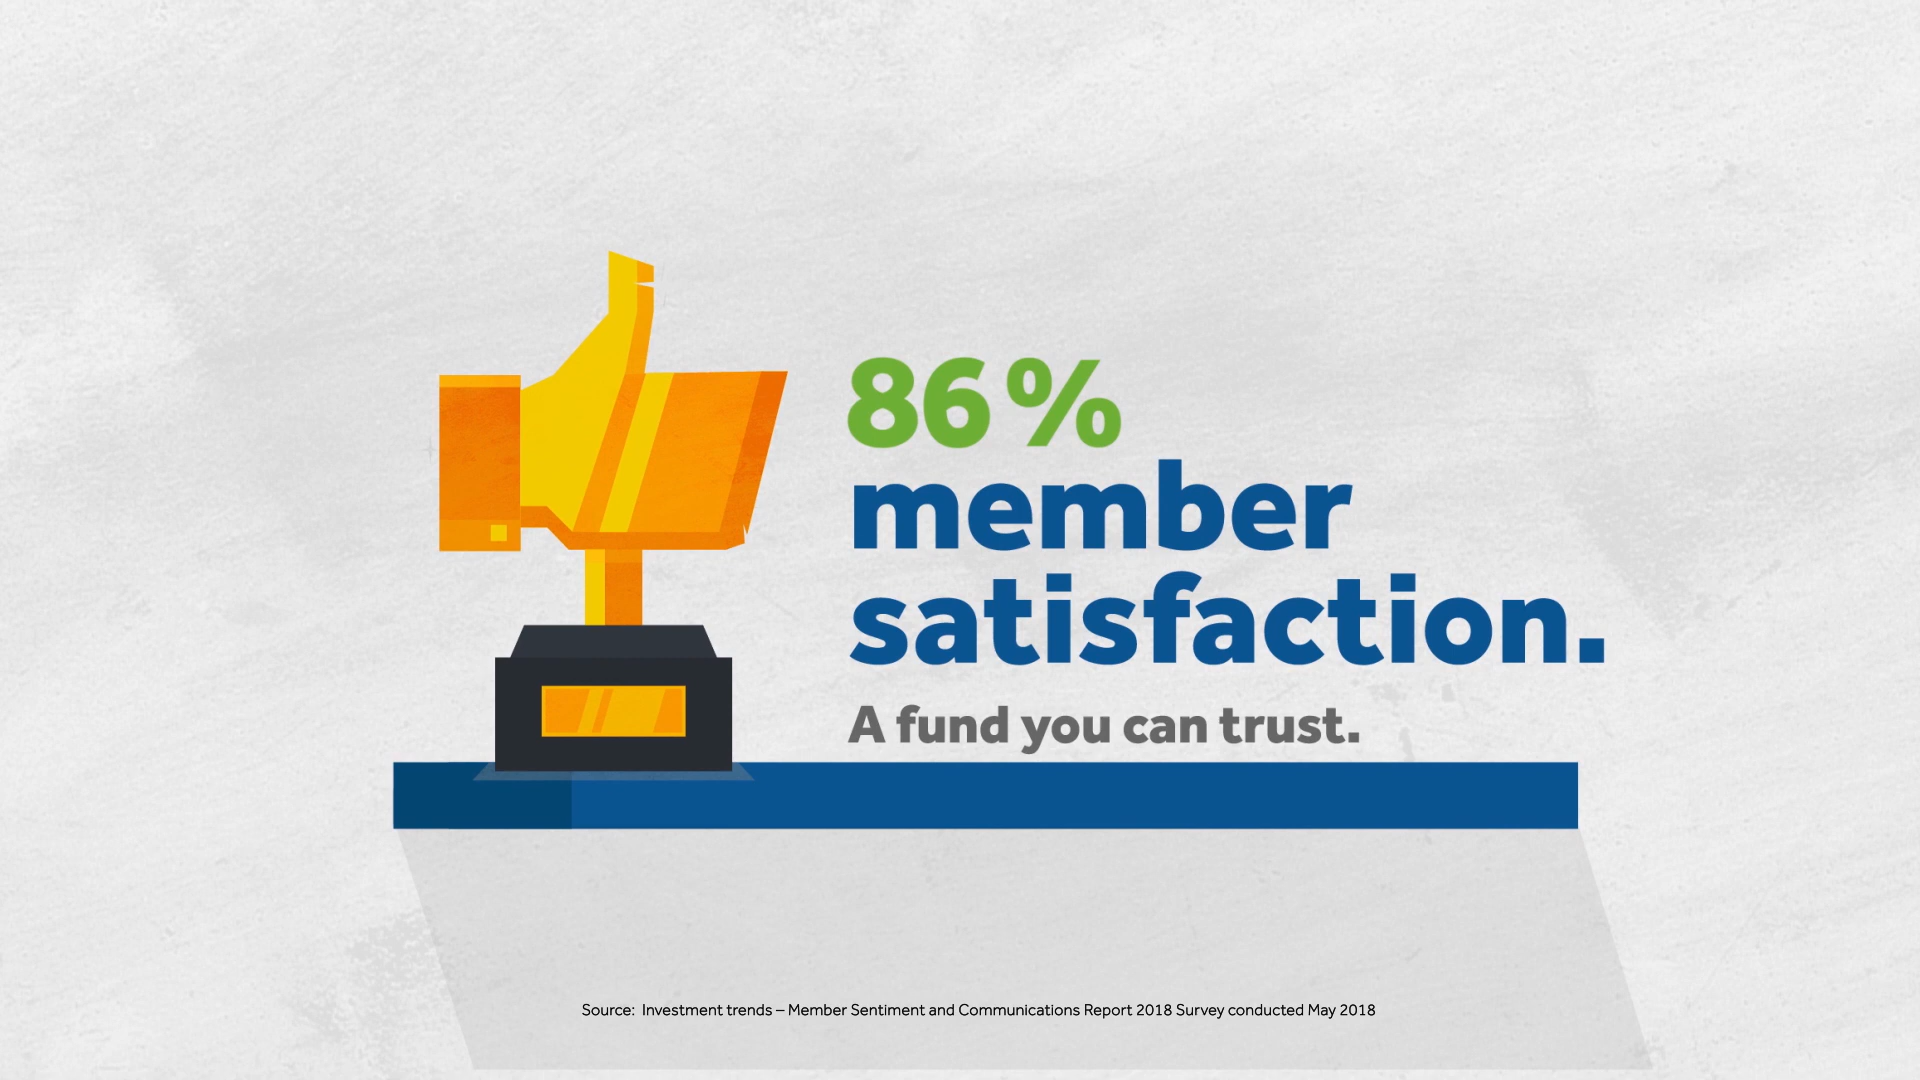 86%
member
satisfaction.
A fund you can trust.
Source: Investment trends – Member Sentiment and Communications Report 2018 Survey conducted May 2018